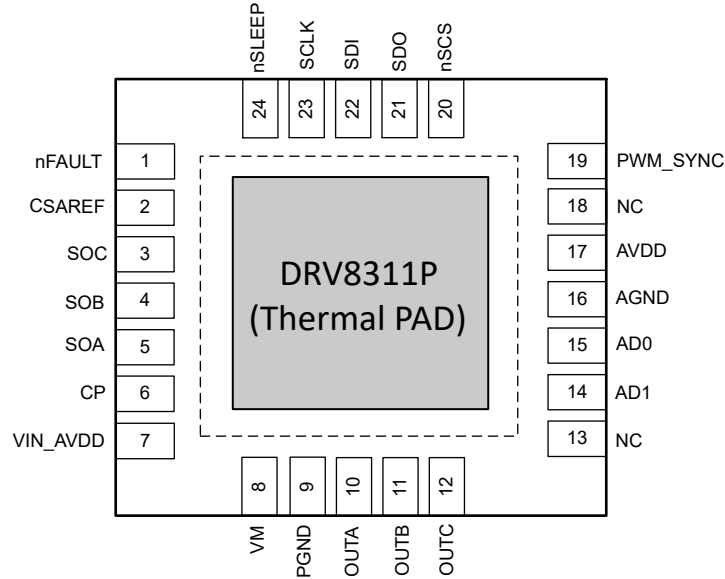 nSLEEP
SCLK
SDI
SDO
nSCS
24
23
22
21
20
nFAULT 1
CSAREF 2
SOC 3
SOB 4
SOA 5
CP 6
VIN_AVDD 7
DRV8311P
(Thermal PAD)
19 PWM_SYNC
18 NC
17 AVDD
16 AGND
15 AD0
14 AD1
13 NC
8
9
10
11
12
VM
PGND
OUTA
OUTB
OUTC